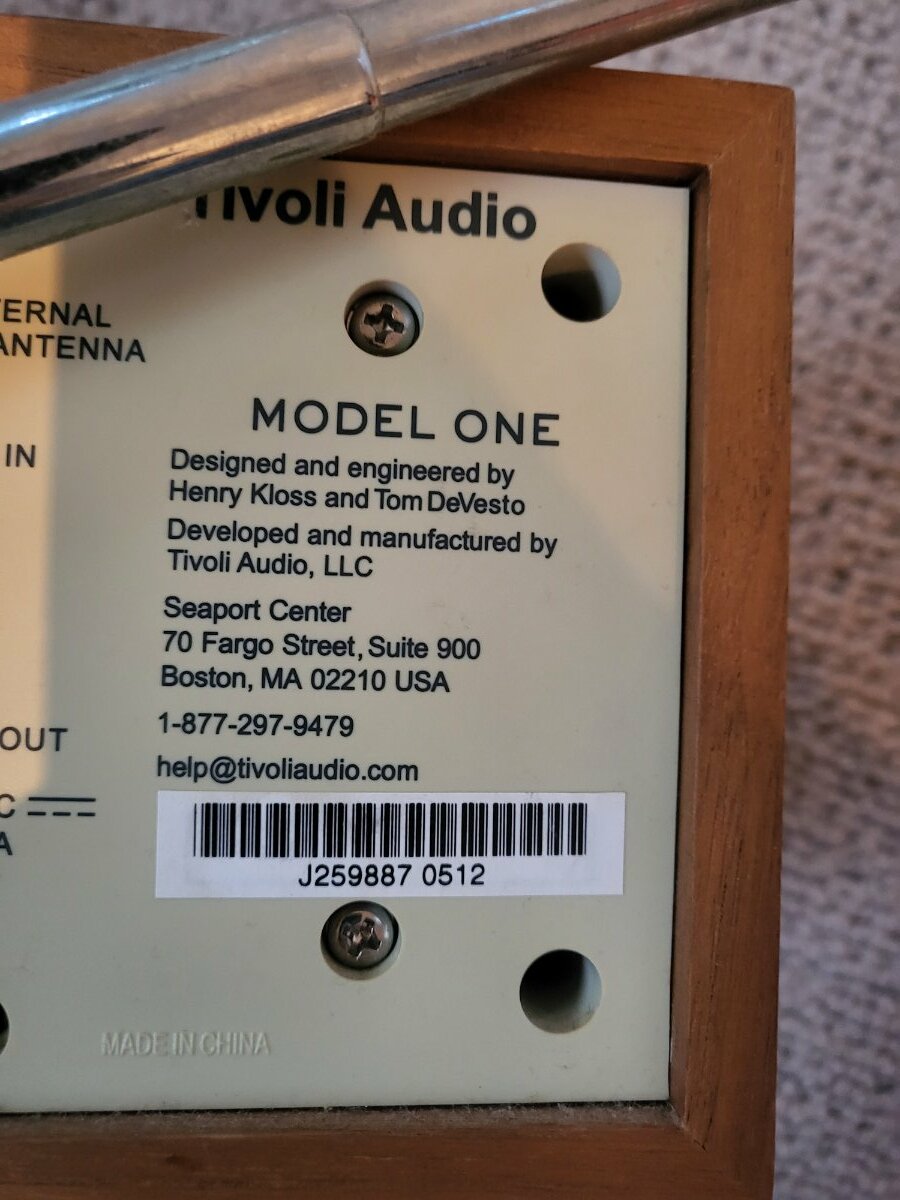 Tivoli Audio
ANTENNA
IN
MODEL ONE
Designed and engineered by
Henry Kloss and Tom DeVesto
Developed and manufactured by
Tivoli Audio, LLC
Seaport Center
70 Fargo Street, Suite 900
Boston, MA 02210 USA
1-877-297-9479
OUT
help@tivoliaudio.com
J259887 0512
MADE IN CHINA